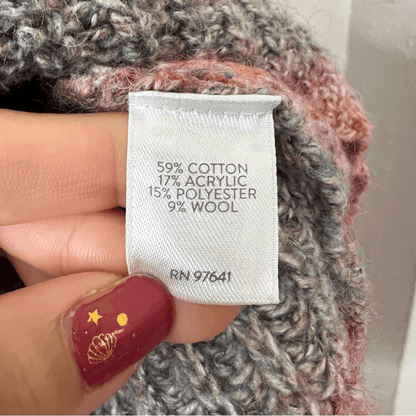 59% COTTON
17% ACRYLIC
15% POLYESTER
9% WOOL
RN 97641